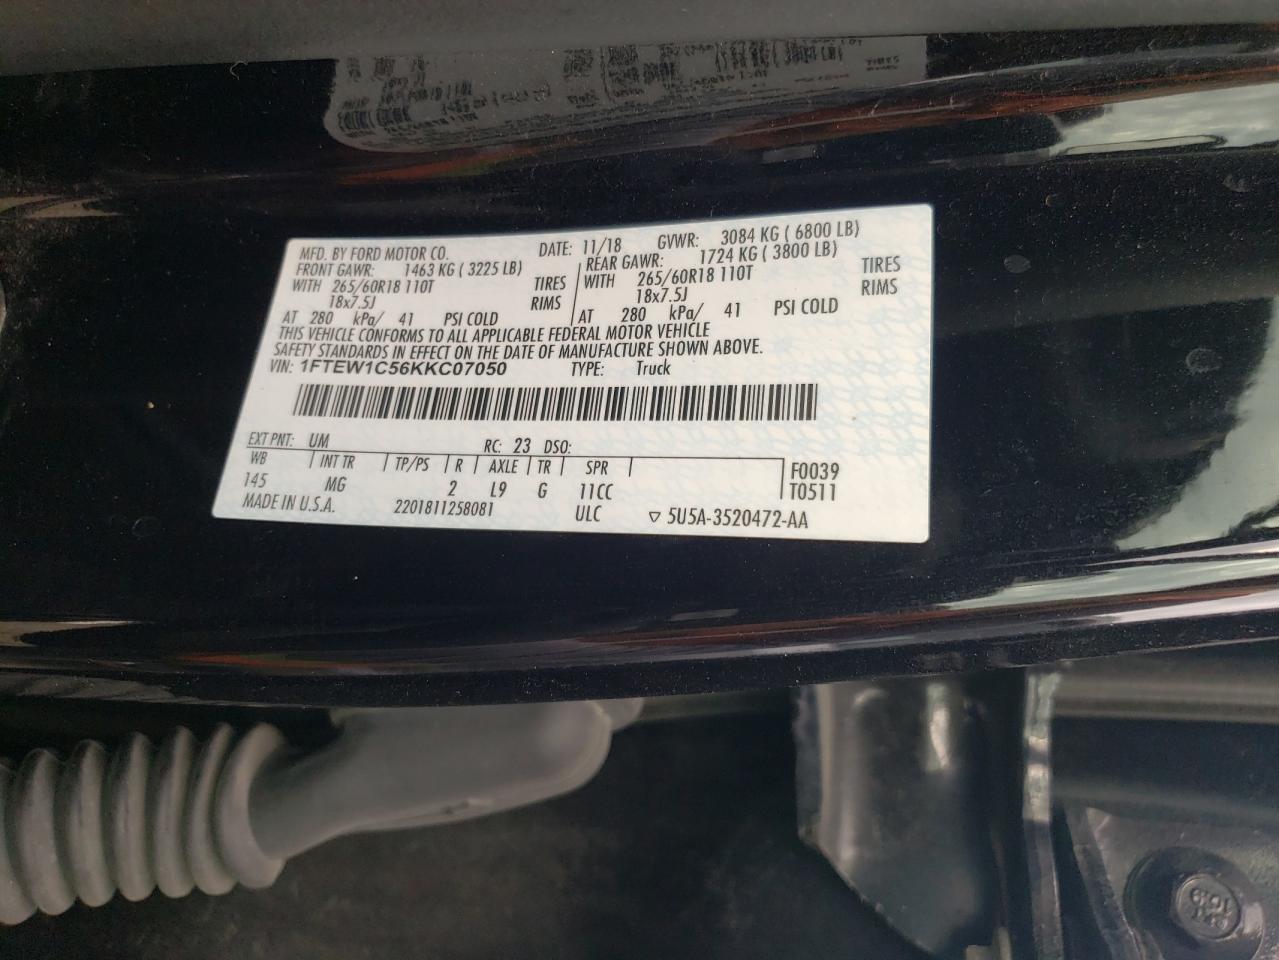 MFD. BY FORD MOTOR CO. DATE: 11/18 GVWR: 3084 KG ( 6800 LB)
FRONT GAWR: 1463 KG ( 3225 LB) REAR GAWR: 1724 KG ( 3800 LB)
WITH 265/60R18 110T TIRES WITH 265/60R18 110T TIRES
18x7.5J RIMS 18x7.5J RIMS
AT 280 kPa/ 41 PSI COLD AT 280 kPa/ 41 PSI COLD
THIS VEHICLE CONFORMS TO ALL APPLICABLE FEDERAL MOTOR VEHICLE
SAFETY STANDARDS IN EFFECT ON THE DATE OF MANUFACTURE SHOWN ABOVE.
VIN: 1FTEW1C56KKC07050 TYPE: Truck
EXT PNT: UM RC: 23 DSO:
WB INT TR TP/PS R AXLE TR SPR F0039
145 MG 2 L9 G 11CC T0511
MADE IN U.S.A. 2201811258081 ULC ▽ 5U5A-3520472-AA